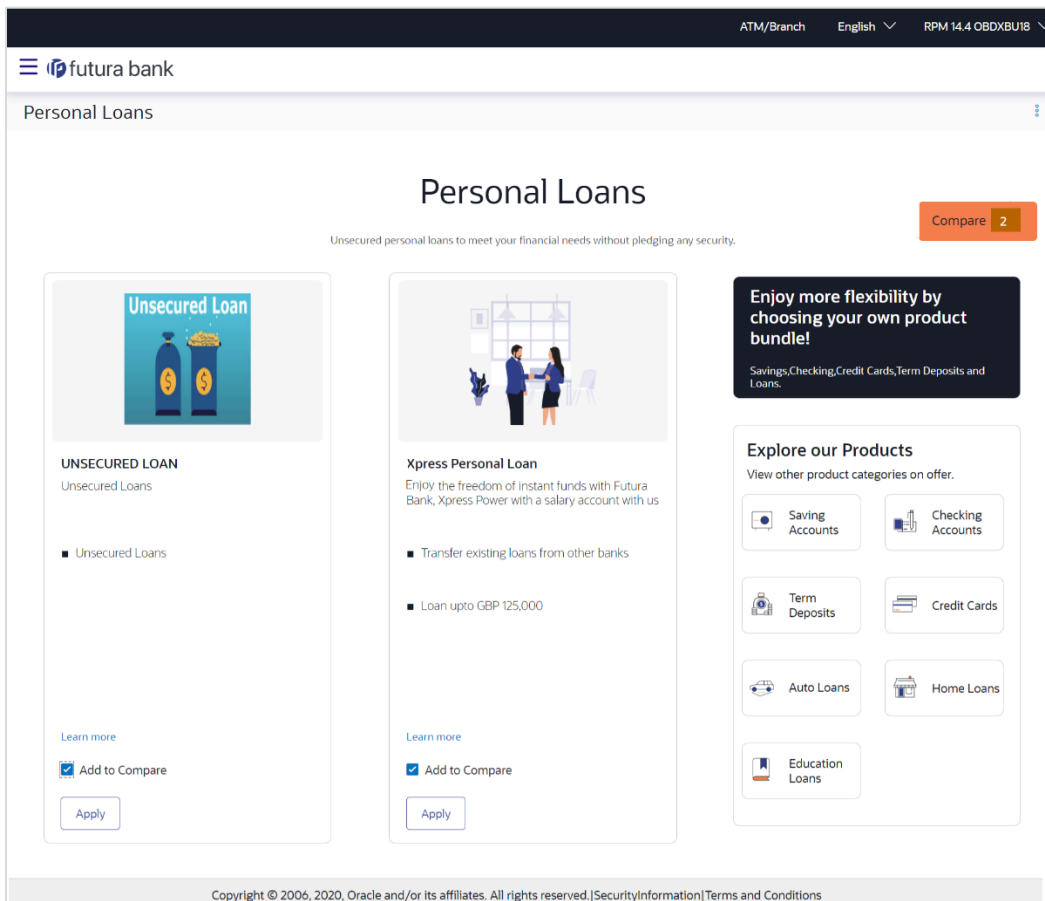 ATM/Branch English RPM 14.4 OBDXBU18
futura bank
Personal Loans
Personal Loans
Compare 2
Unsecured personal loans to meet your financial needs without pledging any security.
Unsecured Loan
$ $
UNSECURED LOAN
Unsecured Loans
Unsecured Loans
Learn more
Add to Compare
Apply
Xpress Personal Loan
Enjoy the freedom of instant funds with Futura
Bank, Xpress Power with a salary account with us
Transfer existing loans from other banks
Loan upto GBP 125,000
Learn more
Add to Compare
Apply
Enjoy more flexibility by
choosing your own product
bundle!
Savings,Checking,Credit Cards,Term Deposits and
Loans.
Explore our Products
View other product categories on offer.
Saving
Accounts
Checking
Accounts
Term
Deposits
Credit Cards
Auto Loans
Home Loans
Education
Loans
Copyright © 2006, 2020, Oracle and/or its affiliates. All rights reserved.|SecurityInformation|Terms and Conditions